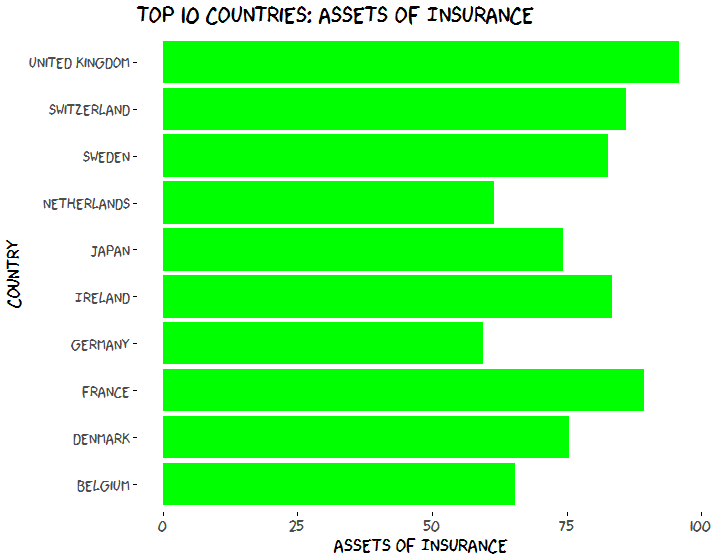 TOP 10 COUNTRIES: ASSETS OF INSURANCE
UNITED KINGDOM
SWITZERLAND
SWEDEN
NETHERLANDS
JAPAN
IRELAND
GERMANY
FRANCE
DENMARK
BELGIUM
COUNTRY
0 25 50 75 100
ASSETS OF INSURANCE